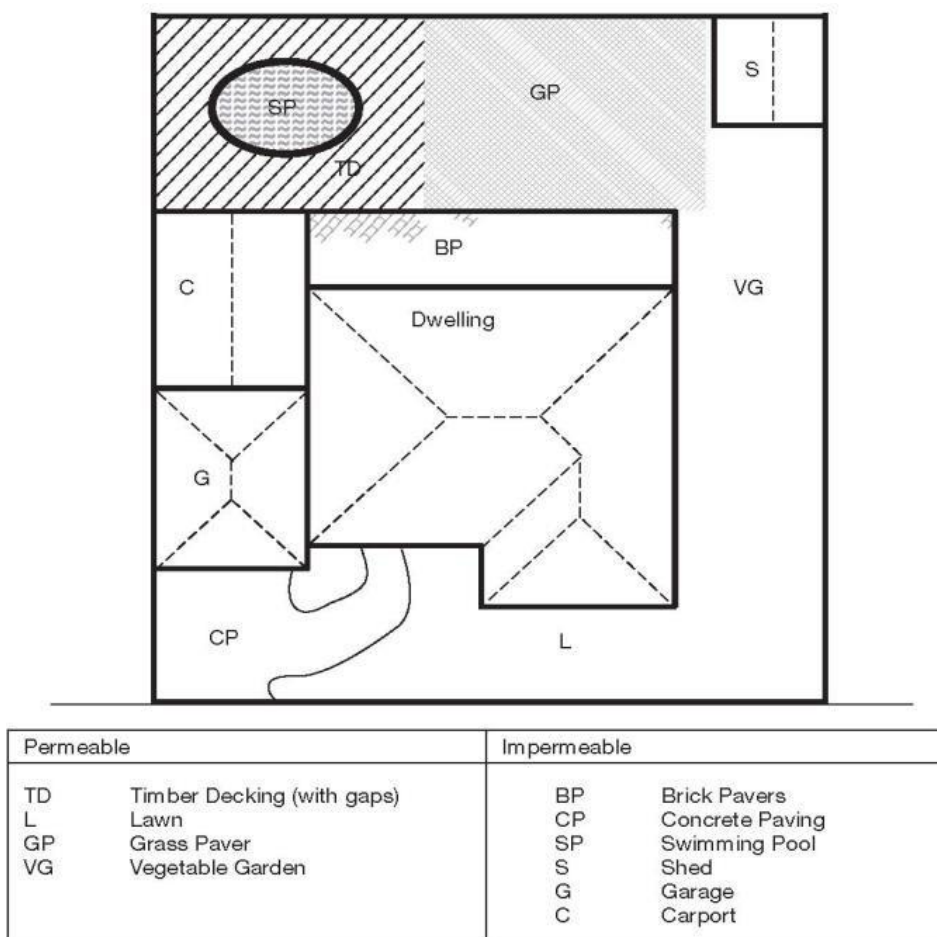 S
SP
GP
TD
BP
C
VG
Dwelling
G
CP
L
Permeable
Impermeable
TD Timber Decking (with gaps)
L Lawn
GP Grass Paver
VG Vegetable Garden
BP Brick Pavers
CP Concrete Paving
SP Swimming Pool
S Shed
G Garage
C Carport